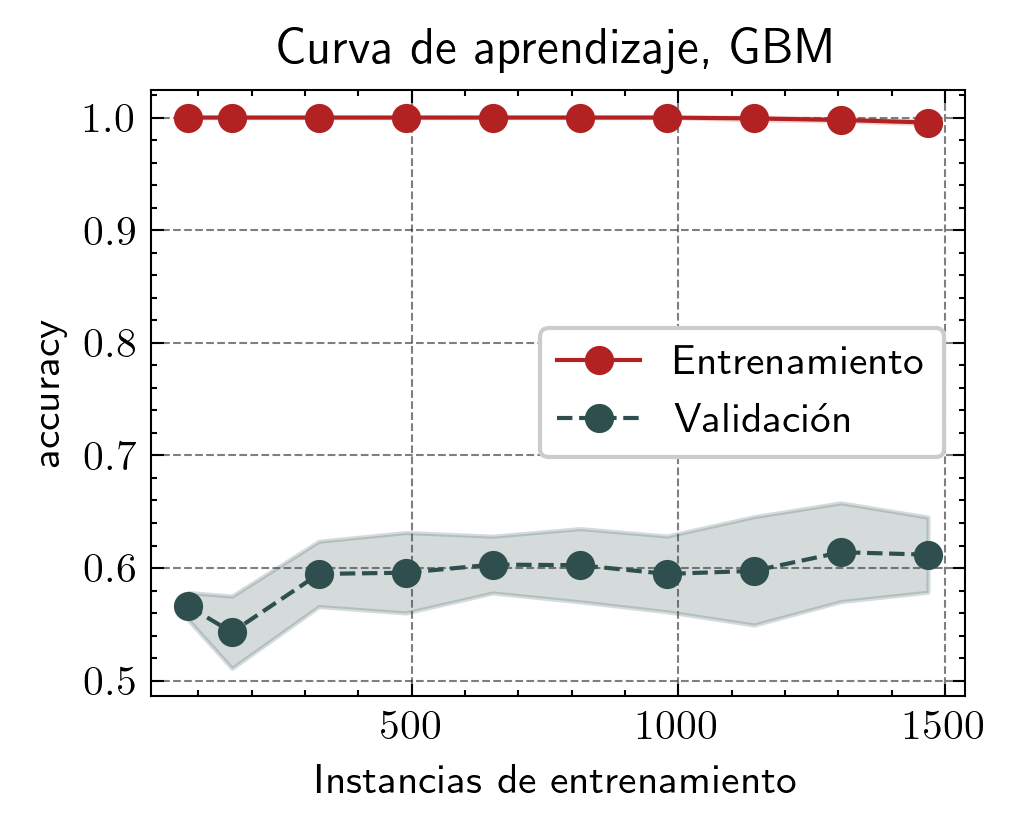 Curva de aprendizaje, GBM
1.0
0.9
0.8
0.7
0.6
0.5
accuracy
Entrenamiento
Validación
500
1000
1500
Instancias de entrenamiento